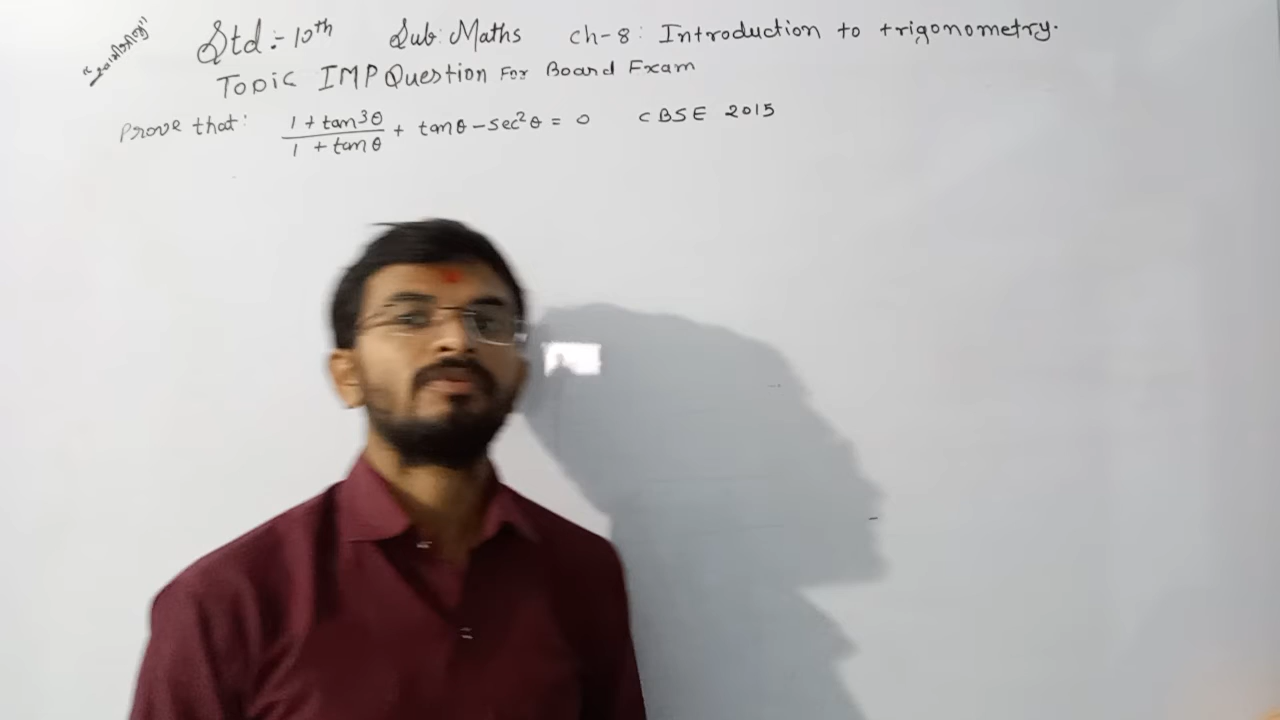 Std :- 10th Sub: Maths ch-8: Introduction to trigonometry.
Topic IMP Question For Board Exam
Prove that: (1 + tan3θ)/(1 + tanθ) + tanθ - sec²θ = 0 CBSE 2015